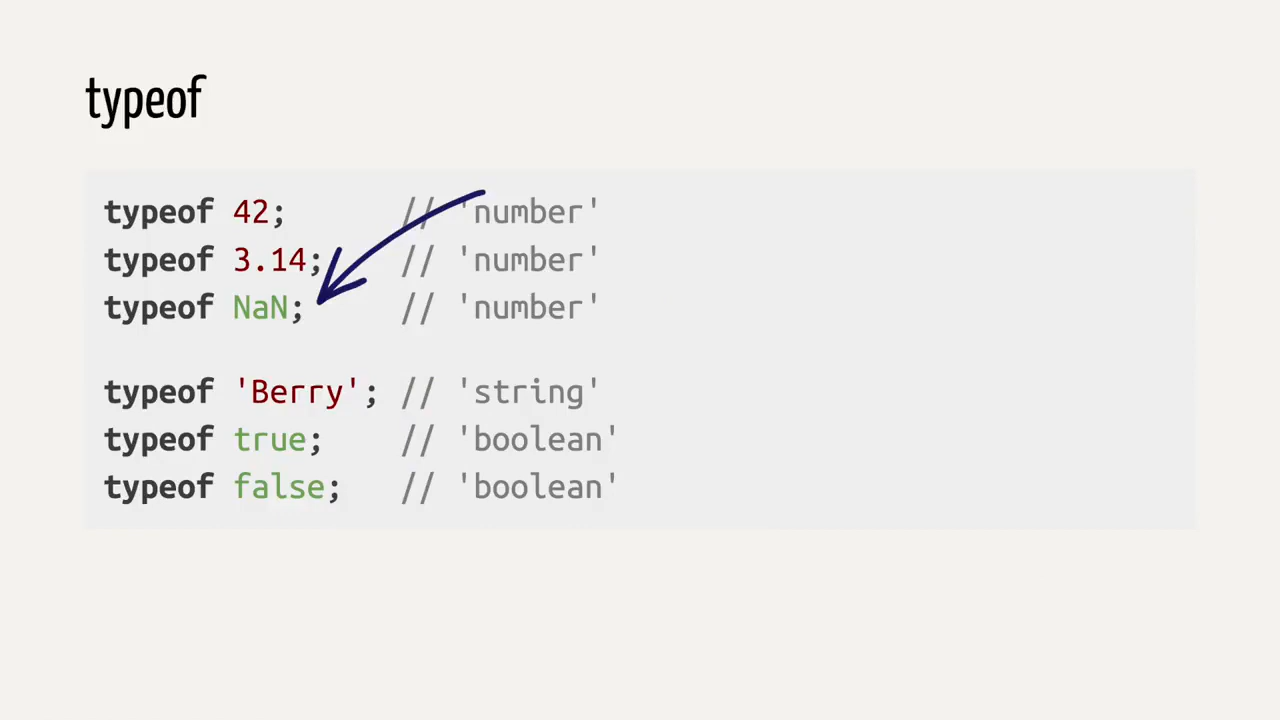 typeof
typeof 42; // 'number'
typeof 3.14; // 'number'
typeof NaN; // 'number'
typeof 'Berry'; // 'string'
typeof true; // 'boolean'
typeof false; // 'boolean'